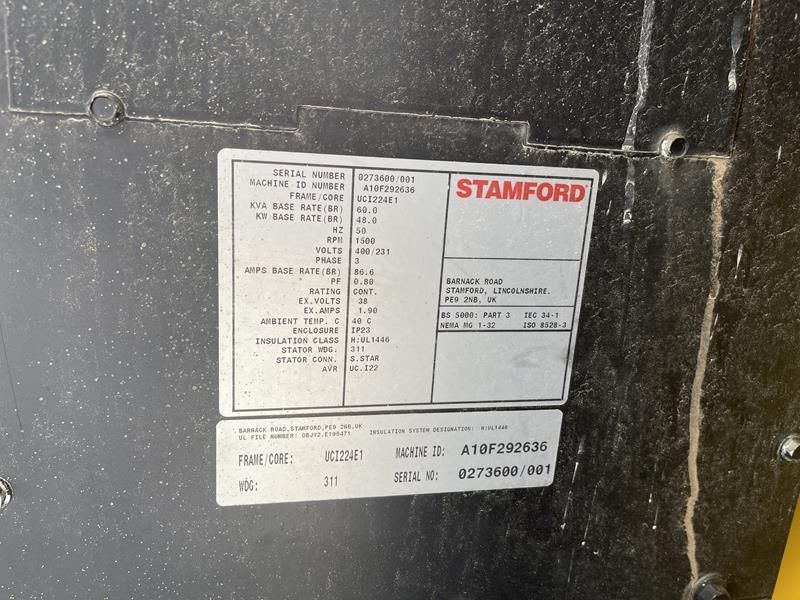 SERIAL NUMBER 0273600/001
MACHINE ID NUMBER A10F292636
FRAME/CORE UCI224E1
KVA BASE RATE(BR) 60.0
KW BASE RATE(BR) 48.0
HZ 50
RPM 1500
VOLTS 400/231
PHASE 3
AMPS BASE RATE(BR) 86.6
PF 0.80
RATING CONT.
EX.VOLTS 38
EX.AMPS 1.90
AMBIENT TEMP. C 40 C
ENCLOSURE IP23
INSULATION CLASS H:UL1446
STATOR WDG. 311
STATOR CONN. S.STAR
AVR UC.I22
STAMFORD
BARNACK ROAD
STAMFORD, LINCOLNSHIRE.
PE9 2NB, UK
BS 5000: PART 3 IEC 34-1
NEMA MG 1-32 ISO 8528-3
BARNACK ROAD,STAMFORD,PE9 2NB,UK
UL FILE NUMBER: OBJY2.E195471 INSULATION SYSTEM DESIGNATION: -H:UL1446
FRAME/CORE: UCI224E1 MACHINE ID: A10F292636
WDG: 311 SERIAL NO: 0273600/001